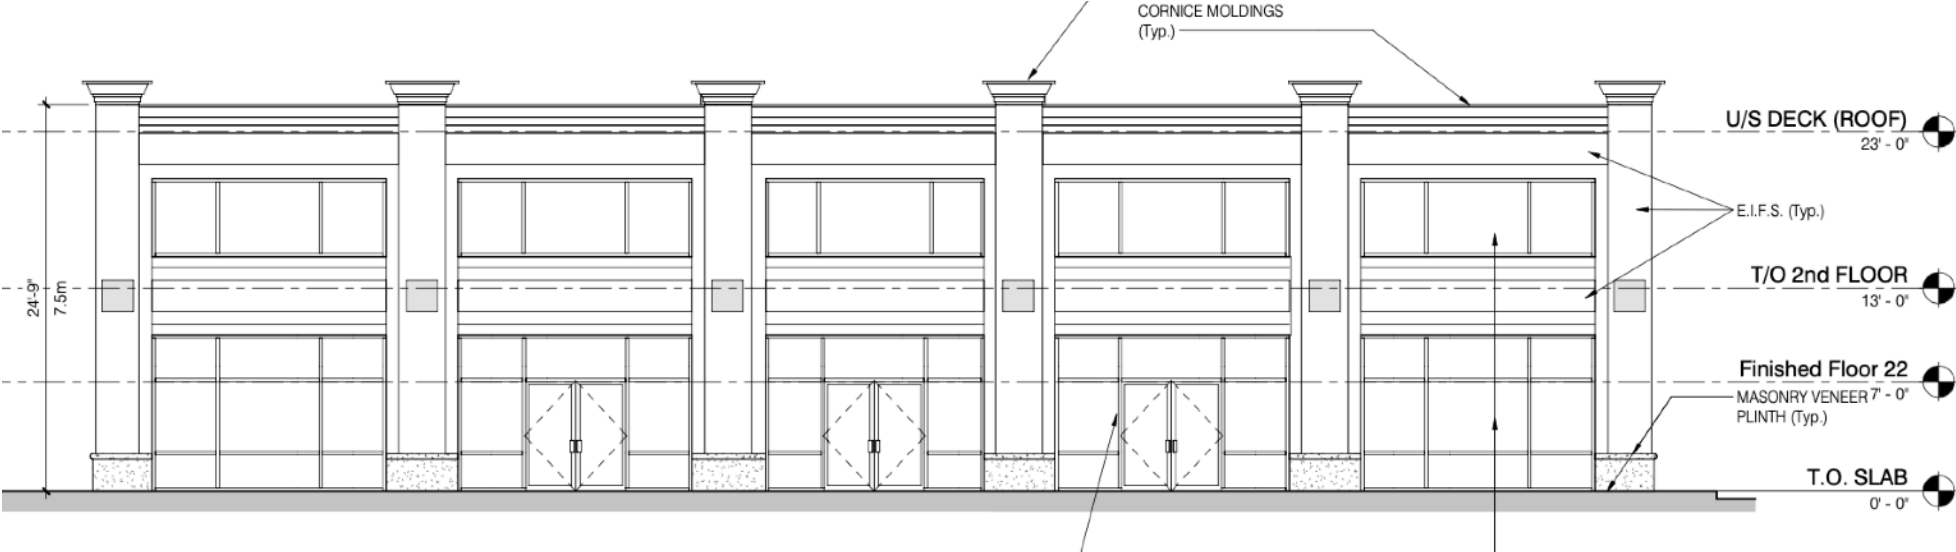 CORNICE MOLDINGS
(Typ.)
U/S DECK (ROOF)
23' - 0"
E.I.F.S. (Typ.)
T/O 2nd FLOOR
13' - 0"
24'-9"
7.5m
Finished Floor 22
7' - 0"
MASONRY VENEER
PLINTH (Typ.)
T.O. SLAB
0' - 0"